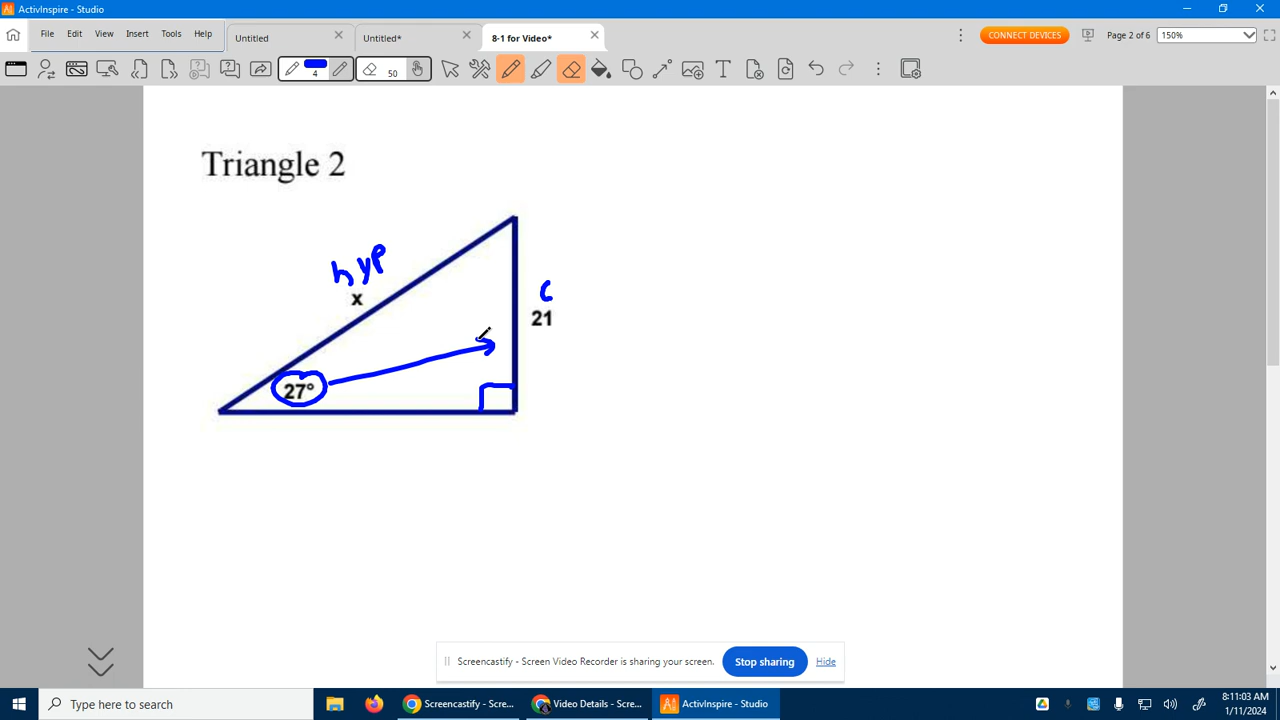 ActivInspire - Studio
File Edit View Insert Tools Help
Untitled
Untitled*
8-1 for Video*
CONNECT DEVICES
Page 2 of 6
150%
4
50
Triangle 2
hyp
x
21
27°
Screencastify - Screen Video Recorder is sharing your screen.
Stop sharing
Hide
Type here to search
Screencastify - Scre...
Video Details - Scre...
ActivInspire - Studio
8:11:03 AM
1/11/2024